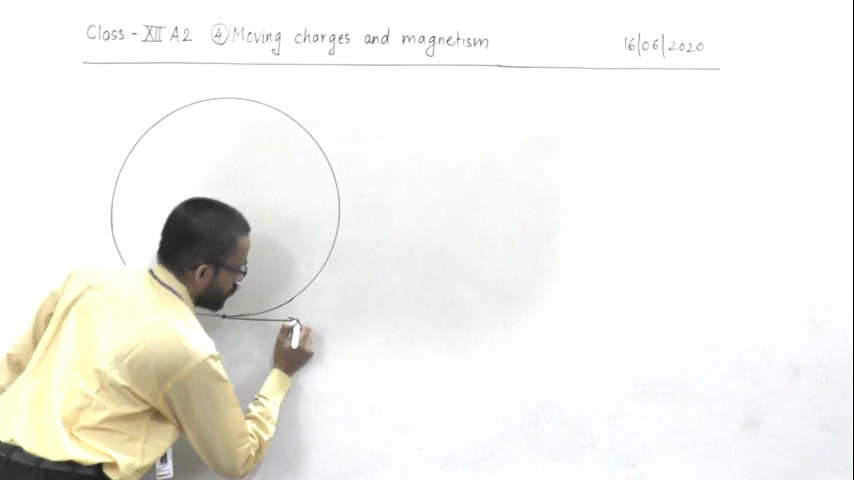 Class - XII A2 ④ Moving charges and magnetism 16/06/2020